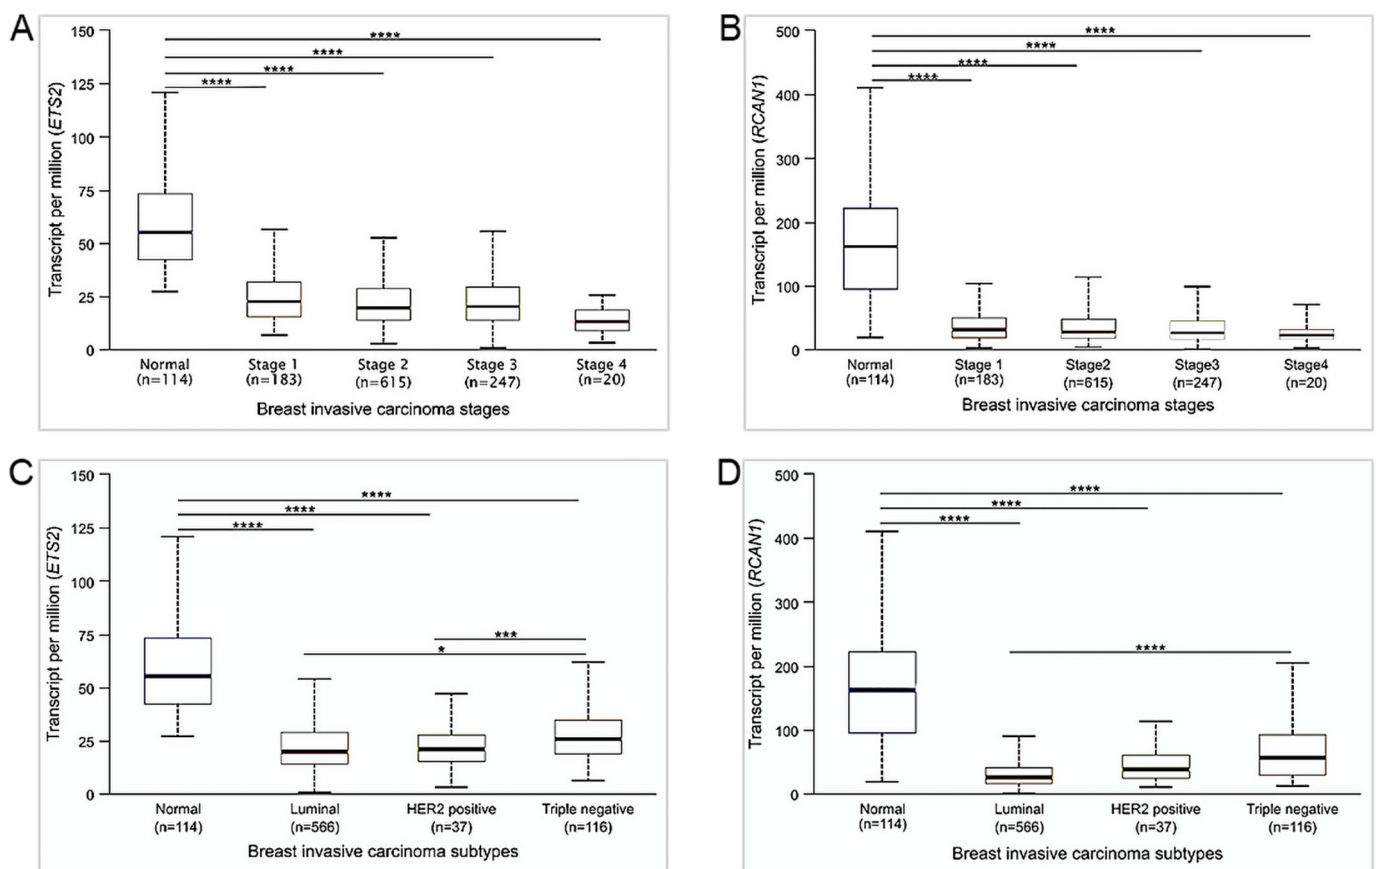 A
Transcript per million (ETS2)
150
125
100
75
50
25
0
****
****
****
****
Normal
(n=114)
Stage 1
(n=183)
Stage 2
(n=615)
Stage 3
(n=247)
Stage 4
(n=20)
Breast invasive carcinoma stages
B
Transcript per million (RCAN1)
500
400
300
200
100
0
****
****
****
****
Normal
(n=114)
Stage 1
(n=183)
Stage2
(n=615)
Stage3
(n=247)
Stage4
(n=20)
Breast invasive carcinoma stages
C
Transcript per million (ETS2)
150
125
100
75
50
25
0
****
****
****
***
*
Normal
(n=114)
Luminal
(n=566)
HER2 positive
(n=37)
Triple negative
(n=116)
Breast invasive carcinoma subtypes
D
Transcript per million (RCAN1)
500
400
300
200
100
0
****
****
****
****
Normal
(n=114)
Luminal
(n=566)
HER2 positive
(n=37)
Triple negative
(n=116)
Breast invasive carcinoma subtypes